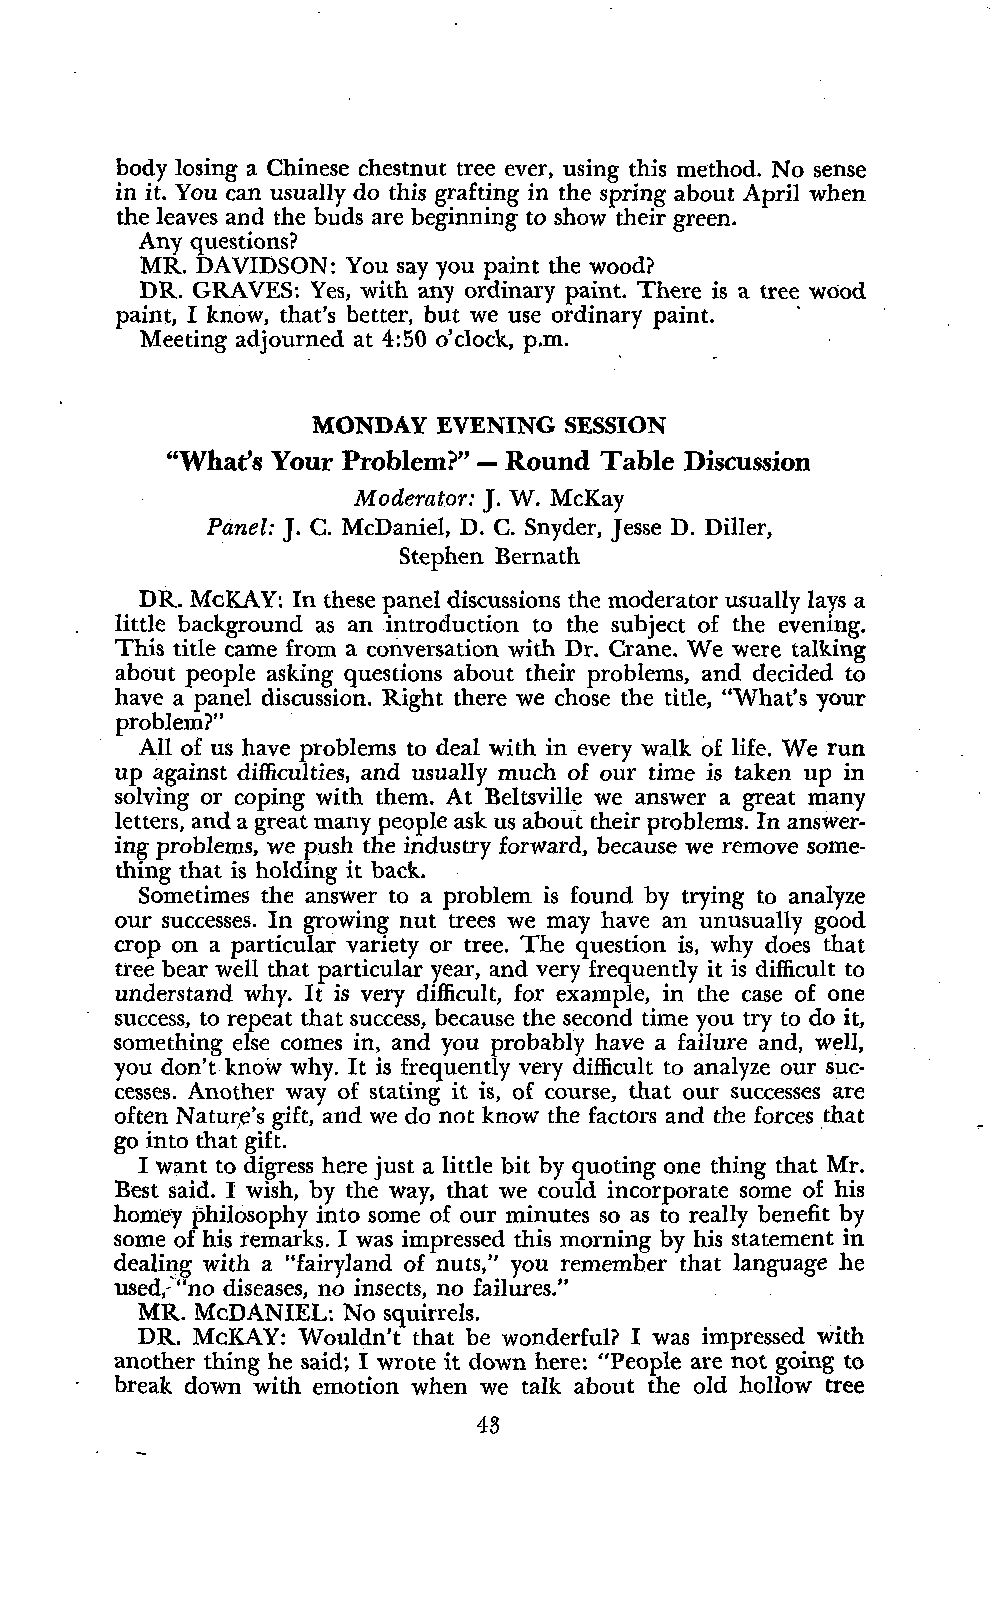 body losing a Chinese chestnut tree ever, using this method. No sense
in it. You can usually do this grafting in the spring about April when
the leaves and the buds are beginning to show their green.
Any questions?
MR. DAVIDSON: You say you paint the wood?
DR. GRAVES: Yes, with any ordinary paint. There is a tree wood
paint, I know, that's better, but we use ordinary paint.
Meeting adjourned at 4:50 o'clock, p.m.
MONDAY EVENING SESSION
"What's Your Problem?" — Round Table Discussion
Moderator: J. W. McKay
Panel: J. C. McDaniel, D. C. Snyder, Jesse D. Diller,
Stephen Bernath
DR. McKAY: In these panel discussions the moderator usually lays a
little background as an introduction to the subject of the evening.
This title came from a conversation with Dr. Crane. We were talking
about people asking questions about their problems, and decided to
have a panel discussion. Right there we chose the title, "What's your
problem?"
All of us have problems to deal with in every walk of life. We run
up against difficulties, and usually much of our time is taken up in
solving or coping with them. At Beltsville we answer a great many
letters, and a great many people ask us about their problems. In answer-
ing problems, we push the industry forward, because we remove some-
thing that is holding it back.
Sometimes the answer to a problem is found by trying to analyze
our successes. In growing nut trees we may have an unusually good
crop on a particular variety or tree. The question is, why does that
tree bear well that particular year, and very frequently it is difficult to
understand why. It is very difficult, for example, in the case of one
success, to repeat that success, because the second time you try to do it,
something else comes in, and you probably have a failure and, well,
you don't know why. It is frequently very difficult to analyze our suc-
cesses. Another way of stating it is, of course, that our successes are
often Nature's gift, and we do not know the factors and the forces that
go into that gift.
I want to digress here just a little bit by quoting one thing that Mr.
Best said. I wish, by the way, that we could incorporate some of his
homey philosophy into some of our minutes so as to really benefit by
some of his remarks. I was impressed this morning by his statement in
dealing with a "fairyland of nuts," you remember that language he
used, "no diseases, no insects, no failures."
MR. McDANIEL: No squirrels.
DR. McKAY: Wouldn't that be wonderful? I was impressed with
another thing he said; I wrote it down here: "People are not going to
break down with emotion when we talk about the old hollow tree
43